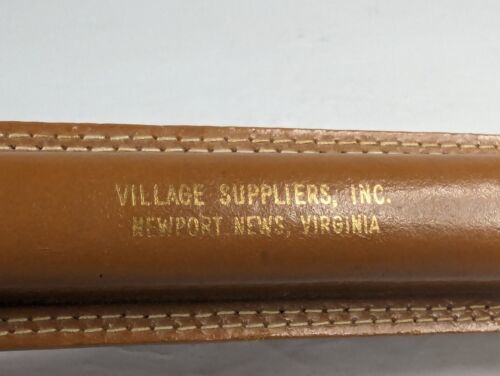 VILLAGE SUPPLIERS, INC.
NEWPORT NEWS, VIRGINIA